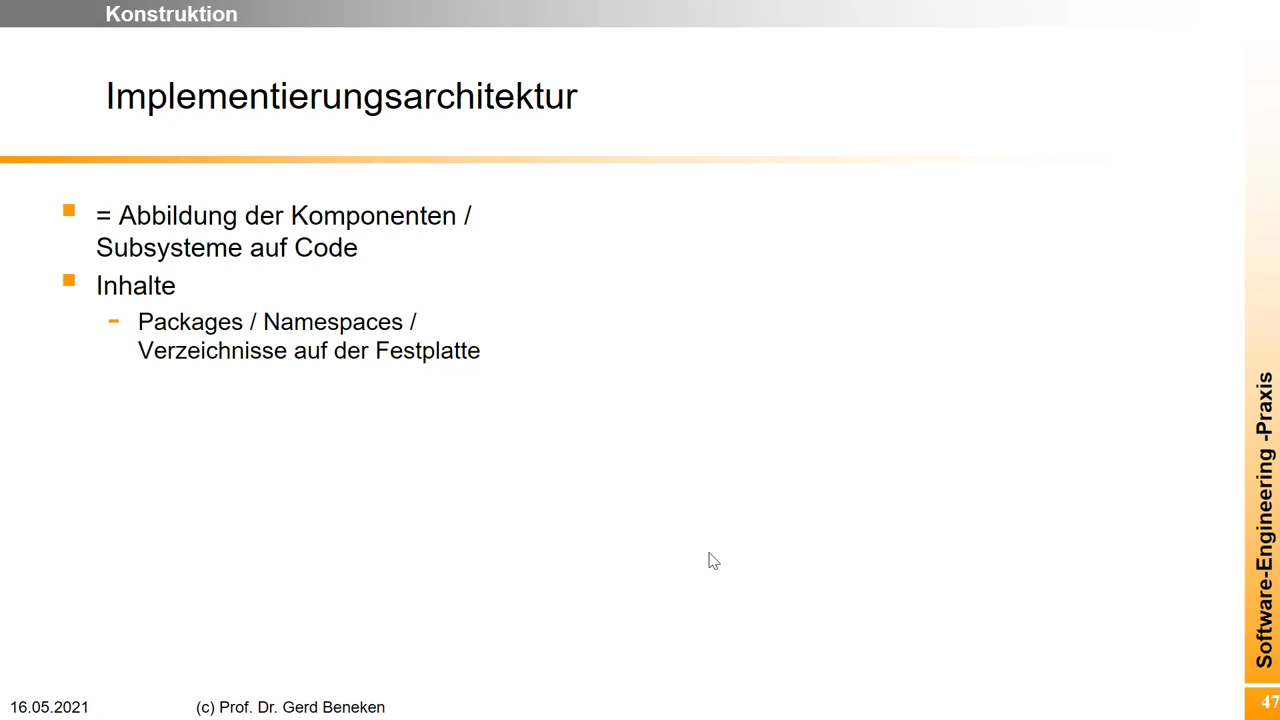 Konstruktion
Implementierungsarchitektur
= Abbildung der Komponenten /
Subsysteme auf Code
Inhalte
- Packages / Namespaces /
Verzeichnisse auf der Festplatte
Software-Engineering -Praxis
16.05.2021
(c) Prof. Dr. Gerd Beneken
47